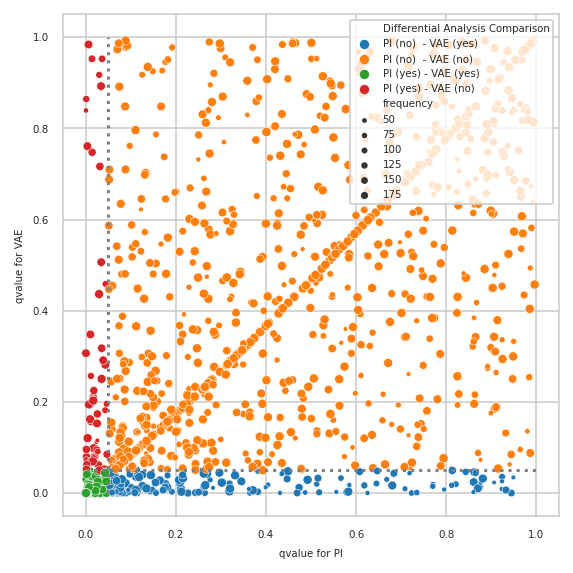 Differential Analysis Comparison
PI (no) - VAE (yes)
PI (no) - VAE (no)
PI (yes) - VAE (yes)
PI (yes) - VAE (no)
frequency
50
75
100
125
150
175
1.0
0.8
0.6
0.4
0.2
0.0
qvalue for VAE
0.0 0.2 0.4 0.6 0.8 1.0
qvalue for PI